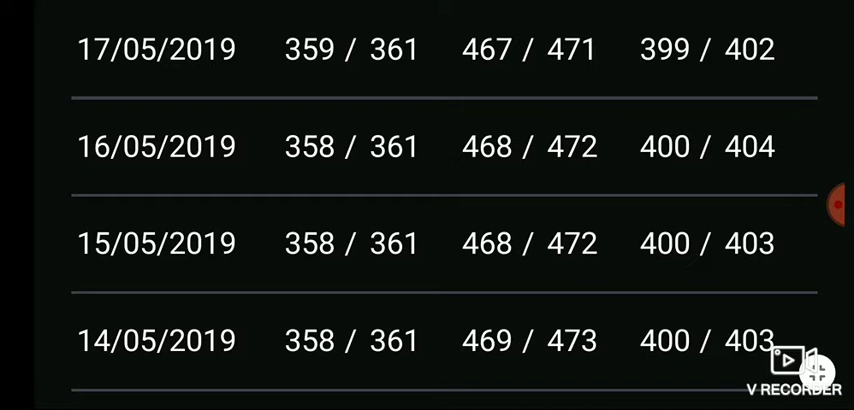 17/05/2019 359 / 361 467 / 471 399 / 402
16/05/2019 358 / 361 468 / 472 400 / 404
15/05/2019 358 / 361 468 / 472 400 / 403
14/05/2019 358 / 361 469 / 473 400 / 403
V RECORDER